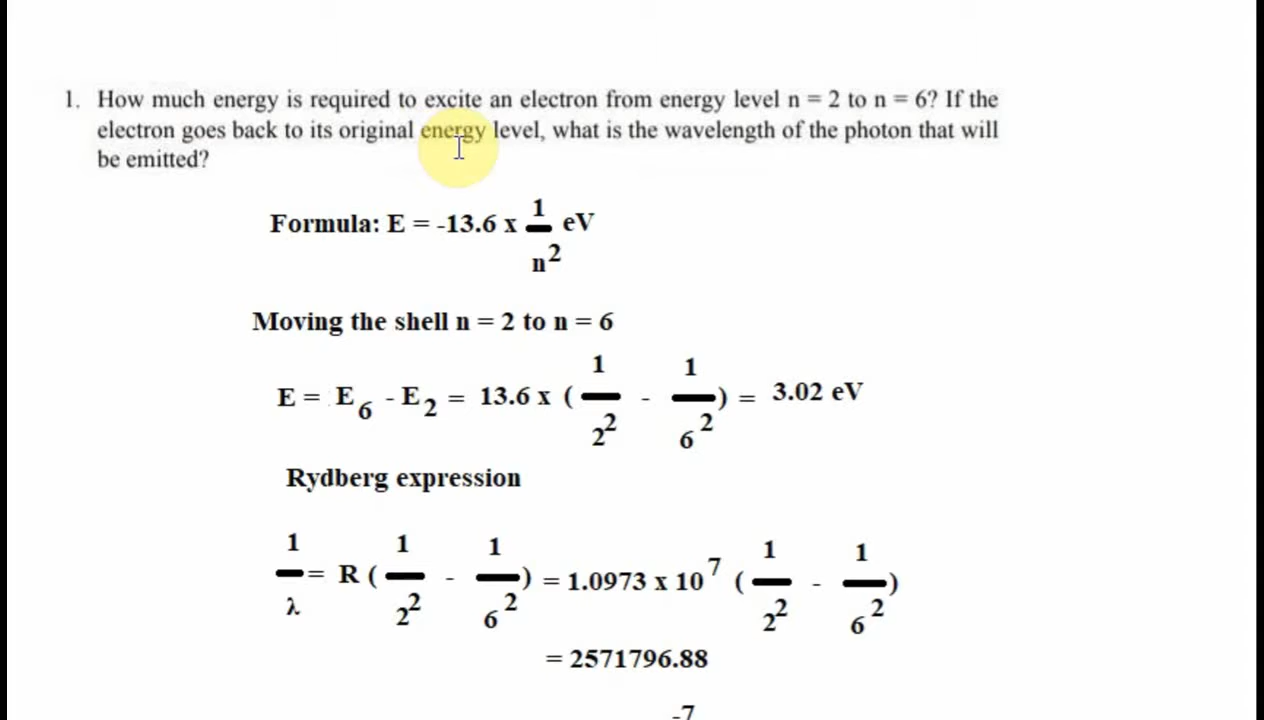 1. How much energy is required to excite an electron from energy level n = 2 to n = 6? If the
electron goes back to its original energy level, what is the wavelength of the photon that will
be emitted?
Formula: E = -13.6 x 1/n² eV
Moving the shell n = 2 to n = 6
E = E₆ - E₂ = 13.6 x ( 1/2² - 1/6² ) = 3.02 eV
Rydberg expression
1/λ = R ( 1/2² - 1/6² ) = 1.0973 x 10⁷ ( 1/2² - 1/6² )
= 2571796.88
-7